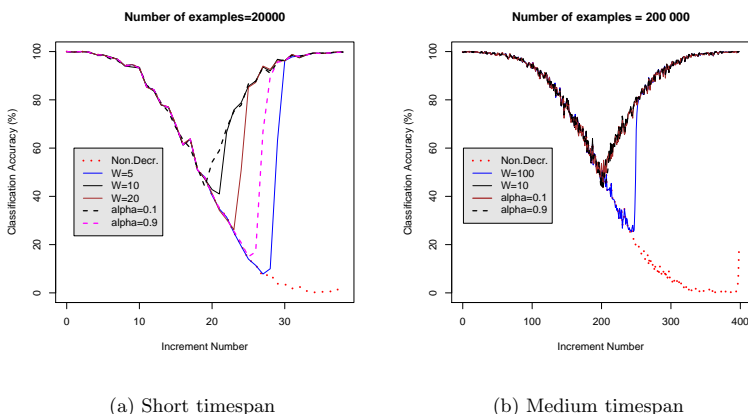 Number of examples=20000
Classification Accuracy (%)
100
80
60
40
20
0
Non.Decr.
W=5
W=10
W=20
alpha=0.1
alpha=0.9
0 10 20 30
Increment Number
(a) Short timespan
Number of examples = 200 000
Classification Accuracy (%)
100
80
60
40
20
0
Non.Decr.
W=100
W=10
alpha=0.1
alpha=0.9
0 100 200 300 400
Increment Number
(b) Medium timespan